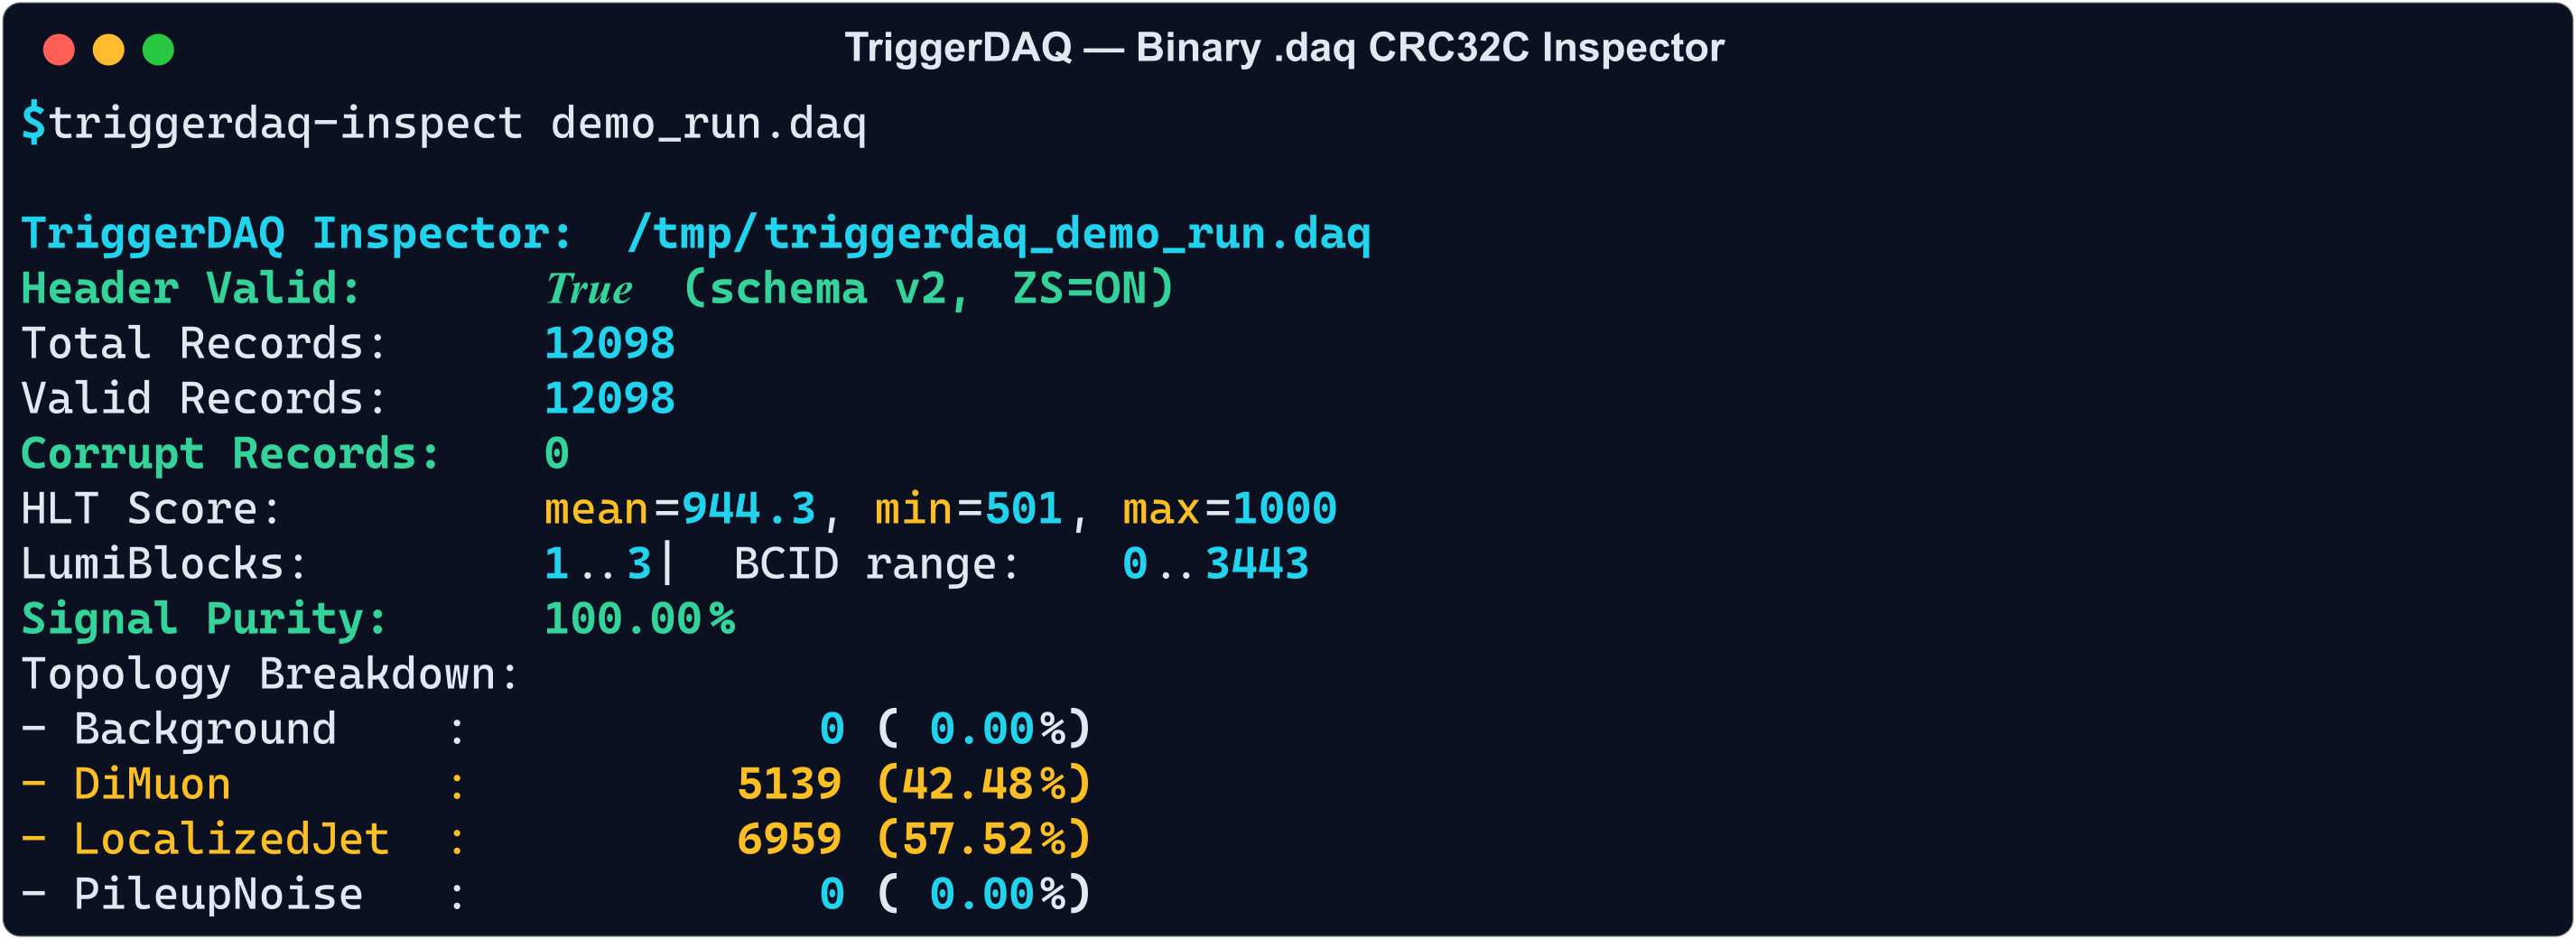 TriggerDAQ — Binary .daq CRC32C Inspector
$triggerdaq-inspect demo_run.daq
TriggerDAQ Inspector:  /tmp/triggerdaq_demo_run.daq
Header Valid:       True  (schema v2, ZS=ON)
Total Records:      12098
Valid Records:      12098
Corrupt Records:    0
HLT Score:          mean=944.3, min=501, max=1000
LumiBlocks:         1..3|  BCID range:    0..3443
Signal Purity:      100.00%
Topology Breakdown:
- Background    :             0 ( 0.00%)
- DiMuon        :          5139 (42.48%)
- LocalizedJet  :          6959 (57.52%)
- PileupNoise   :             0 ( 0.00%)